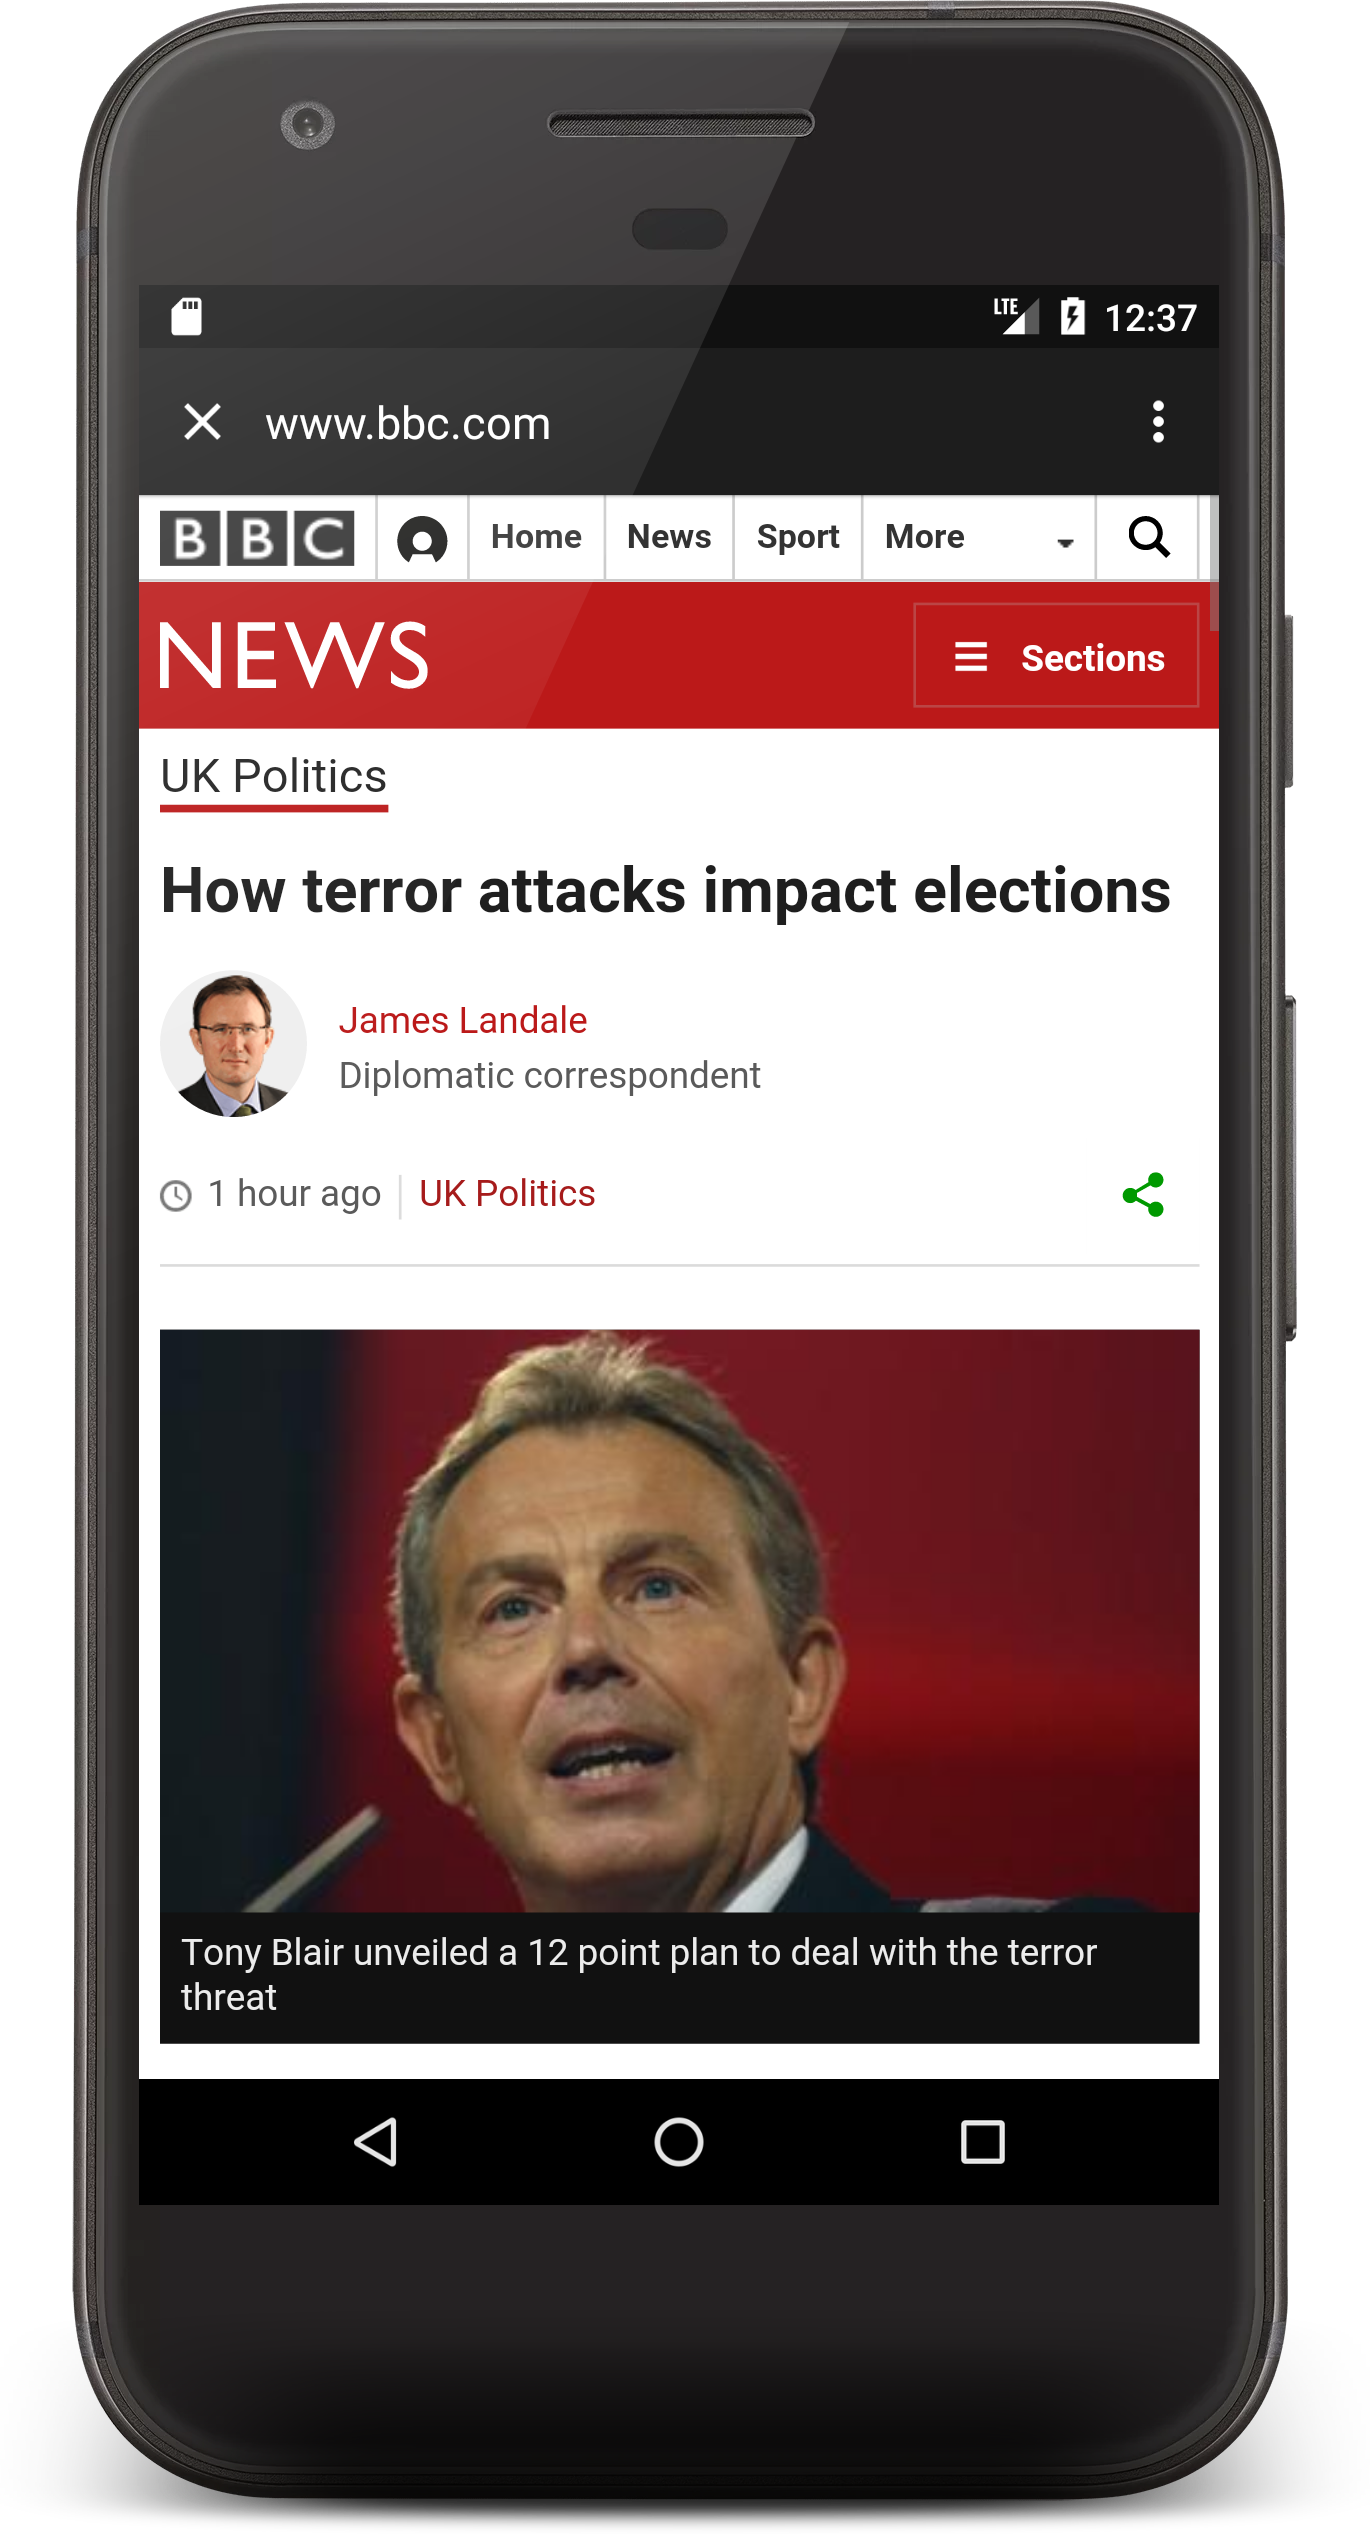 LTE 12:37
www.bbc.com
BBC Home News Sport More
NEWS Sections
UK Politics
How terror attacks impact elections
James Landale
Diplomatic correspondent
1 hour ago UK Politics
Tony Blair unveiled a 12 point plan to deal with the terror
threat